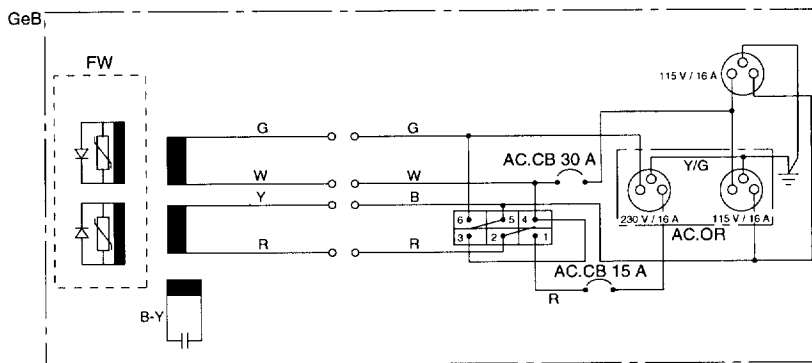 GeB
FW
115 V / 16 A
G G
AC.CB 30 A
Y/G
W W
Y B
6 5 4
230 V / 16 A 115 V / 16 A
3 2 1
AC.OR
R R
AC.CB 15 A
R
B-Y